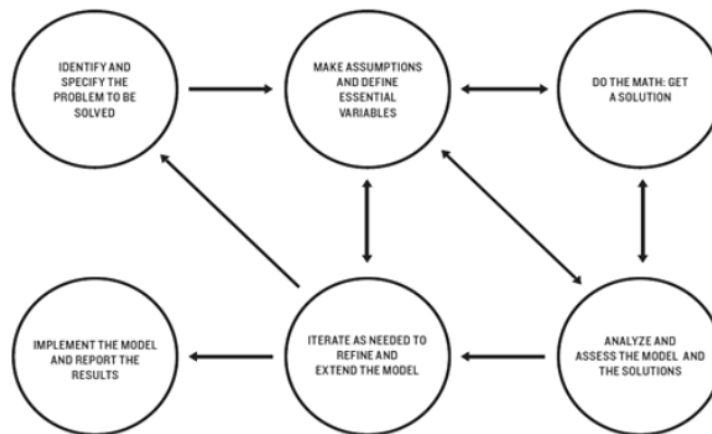 IDENTIFY AND
SPECIFY THE
PROBLEM TO BE
SOLVED
MAKE ASSUMPTIONS
AND DEFINE
ESSENTIAL
VARIABLES
DO THE MATH: GET
A SOLUTION
IMPLEMENT THE MODEL
AND REPORT THE
RESULTS
ITERATE AS NEEDED TO
REFINE AND
EXTEND THE MODEL
ANALYZE AND
ASSESS THE MODEL AND
THE SOLUTIONS